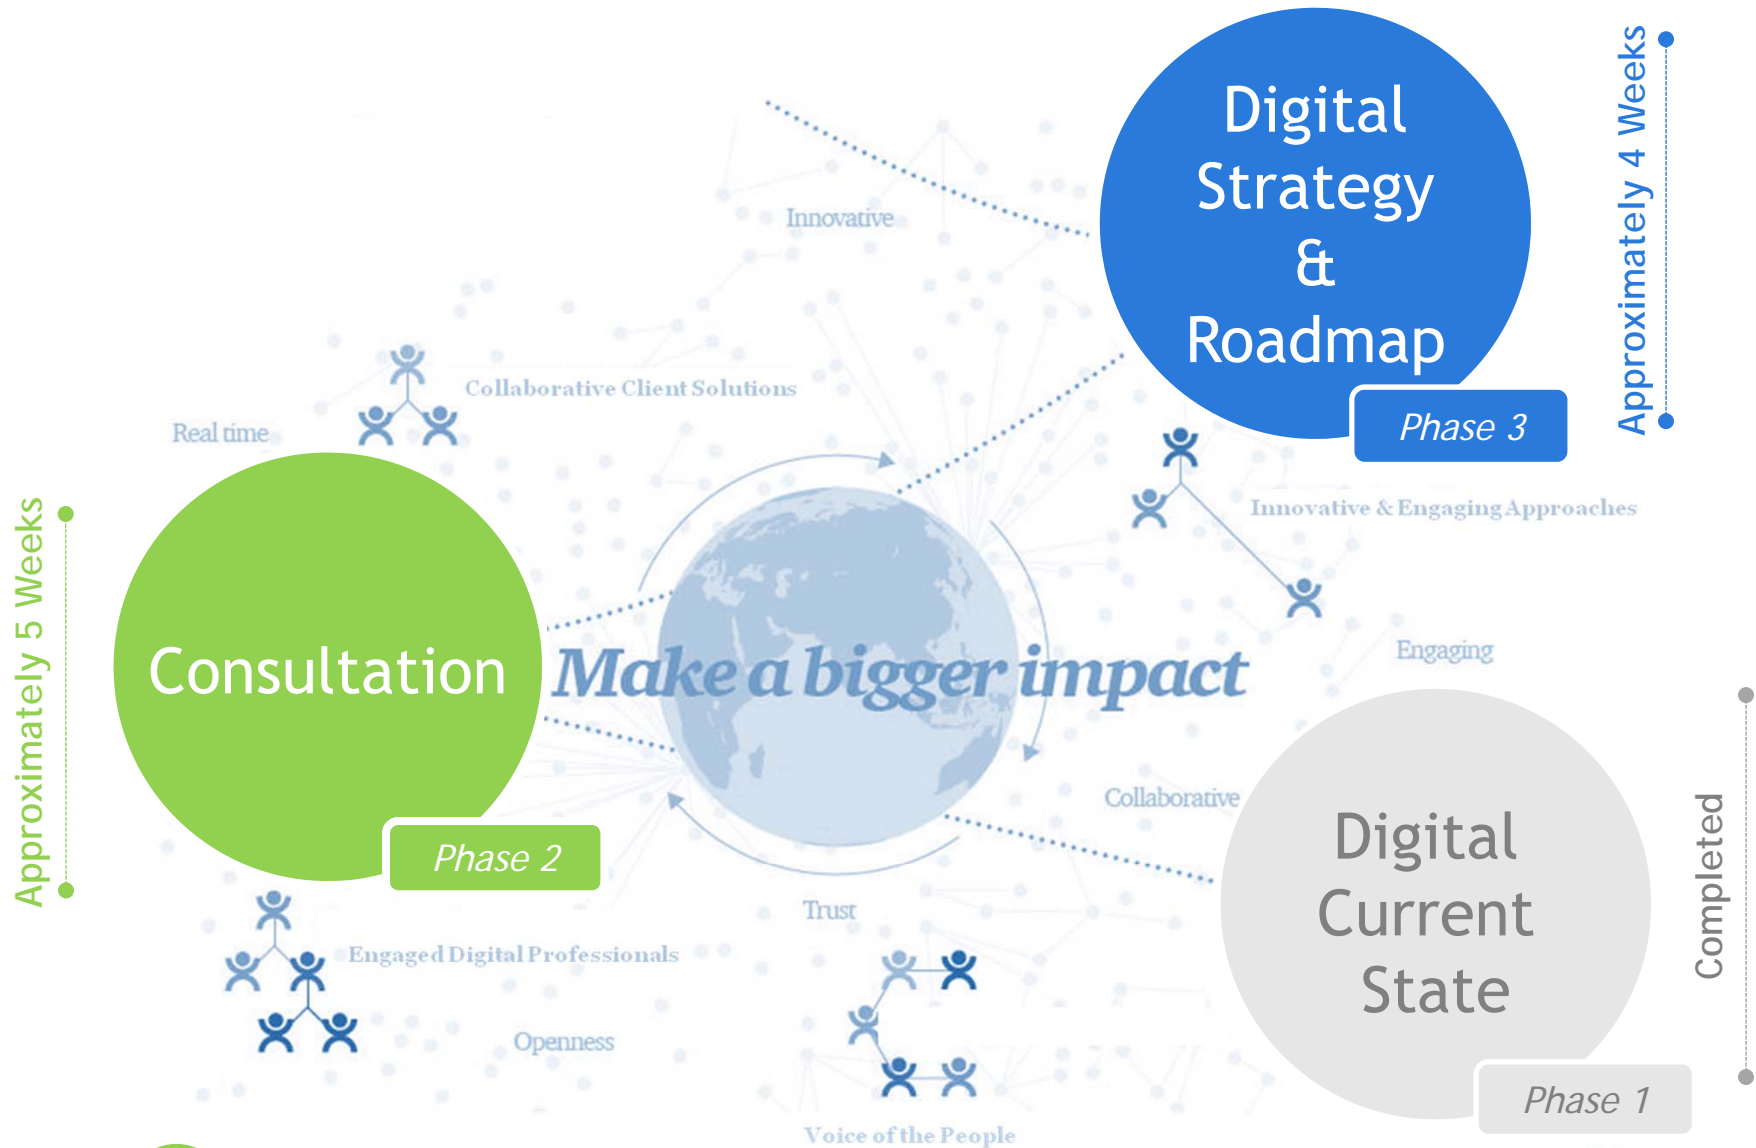 Digital
Strategy
&
Roadmap
Phase 3
Approximately 4 Weeks
Innovative
Collaborative Client Solutions
Real time
Innovative & Engaging Approaches
Approximately 5 Weeks
Consultation
Phase 2
Make a bigger impact
Engaging
Collaborative
Digital
Current
State
Phase 1
Completed
Trust
Engaged Digital Professionals
Openness
Voice of the People